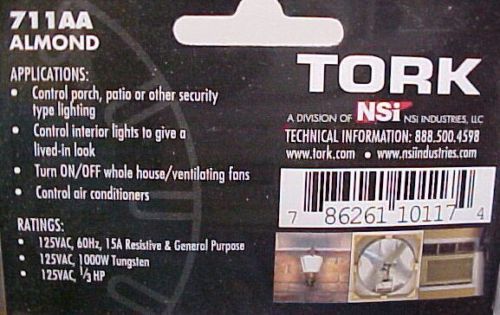 711AA
ALMOND
APPLICATIONS:
• Control porch, patio or other security
type lighting
• Control interior lights to give a
lived-in look
• Turn ON/OFF whole house/ventilating fans
• Control air conditioners
RATINGS:
• 125VAC, 60Hz, 15A Resistive & General Purpose
• 125VAC, 1000W Tungsten
• 125VAC, 1/3 HP
TORK
A DIVISION OF NSi NSI INDUSTRIES, LLC
TECHNICAL INFORMATION: 888.500.4598
www.tork.com • www.nsiindustries.com
7 86261 10117 4